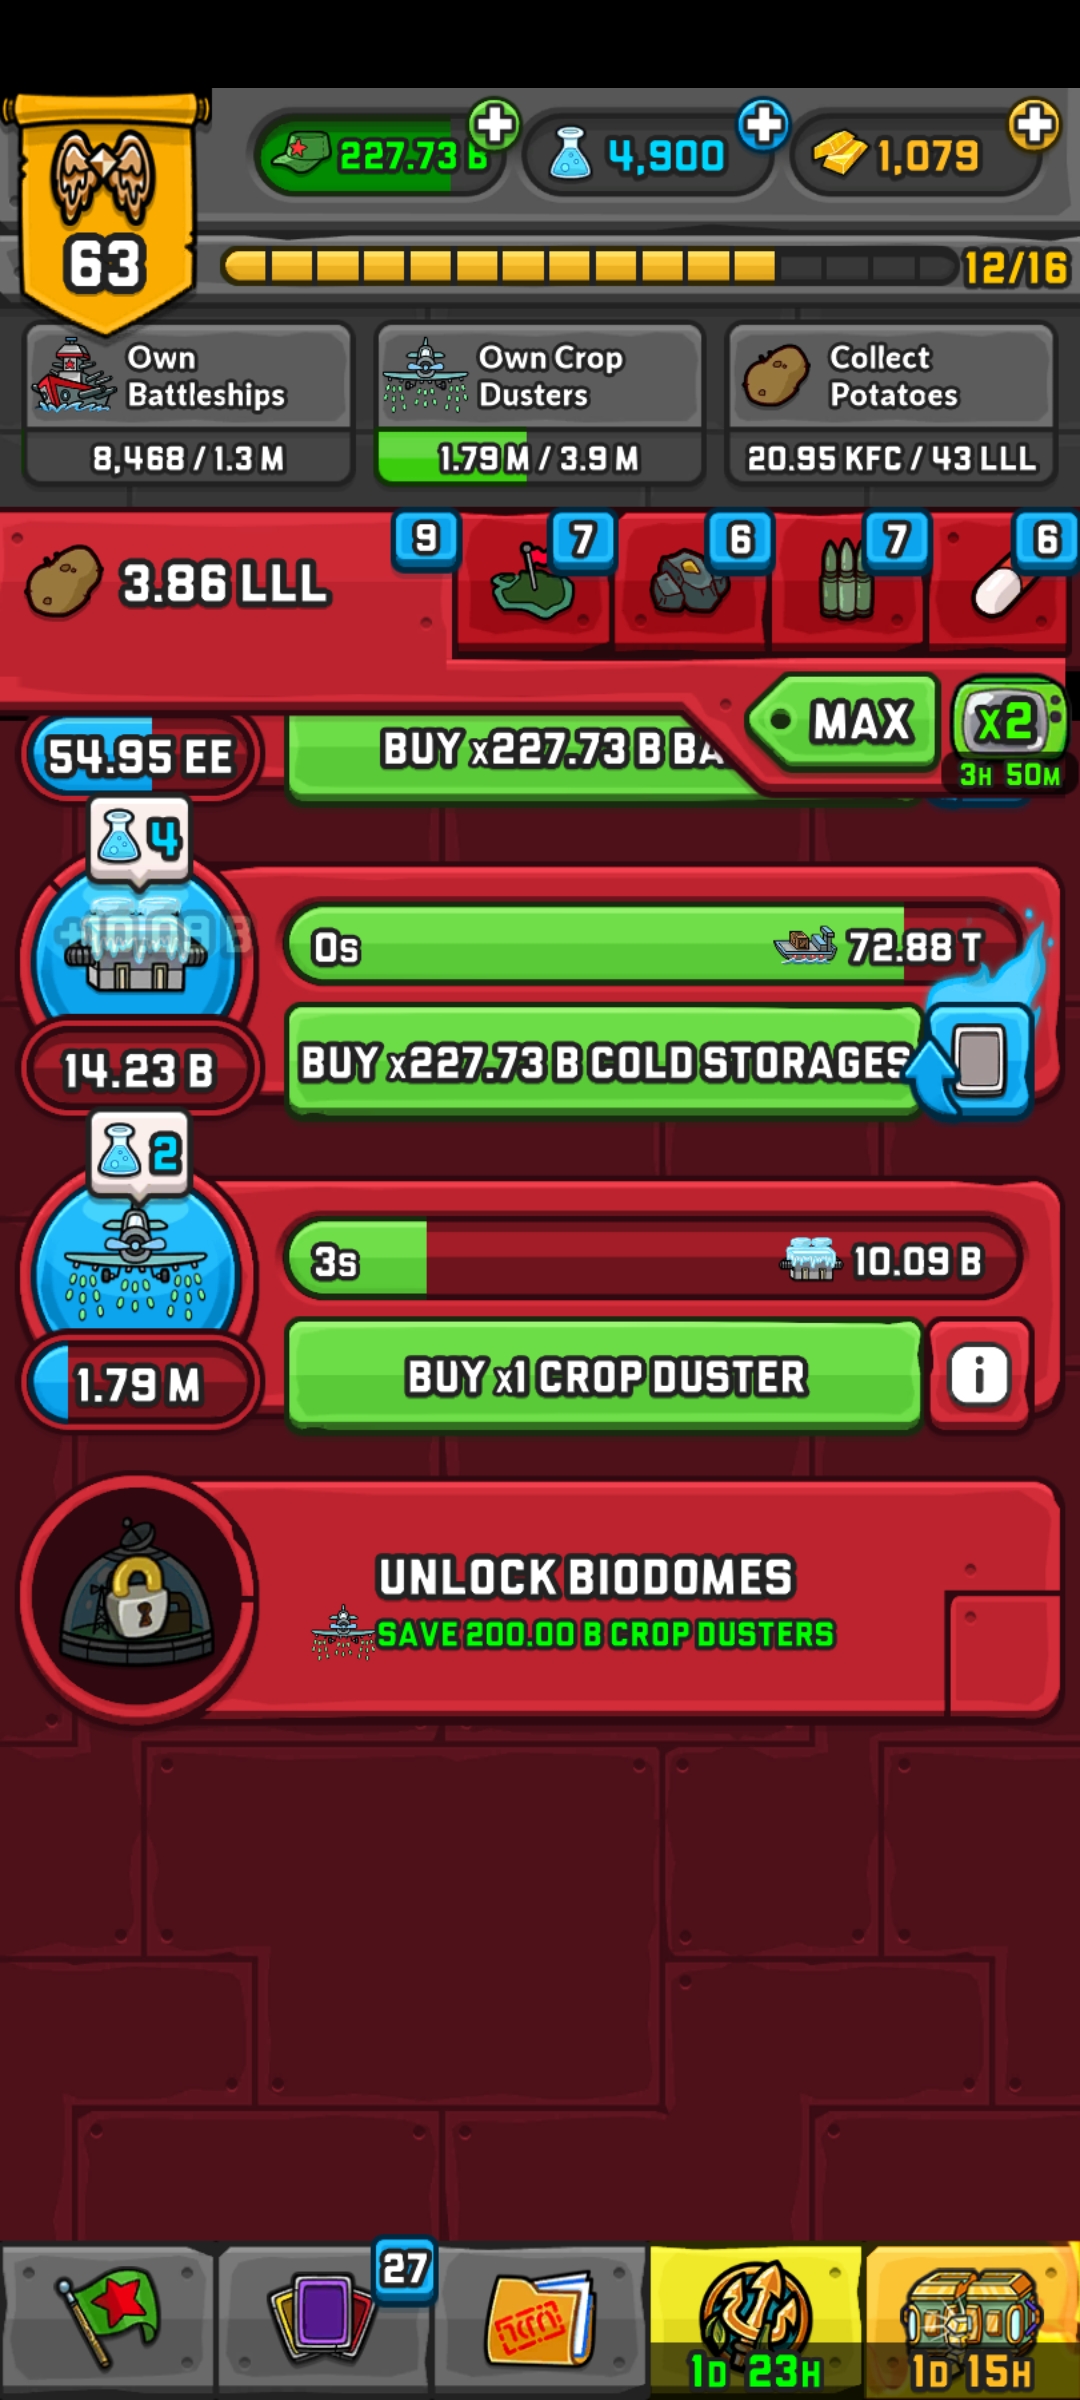 227.73 B
4,900
1,079
63
12/16
Own
Battleships
8,468 / 1.3 M
Own Crop
Dusters
1.79 M / 3.9 M
Collect
Potatoes
20.95 KFC / 43 LLL
3.86 LLL
9
7
6
7
6
MAX
x2
3H 50M
54.95 EE
BUY x227.73 B BA
4
+10.09 B
0s
72.88 T
14.23 B
BUY x227.73 B COLD STORAGES
2
3s
10.09 B
1.79 M
BUY x1 CROP DUSTER
i
UNLOCK BIODOMES
SAVE 200.00 B CROP DUSTERS
27
1D 23H
1D 15H